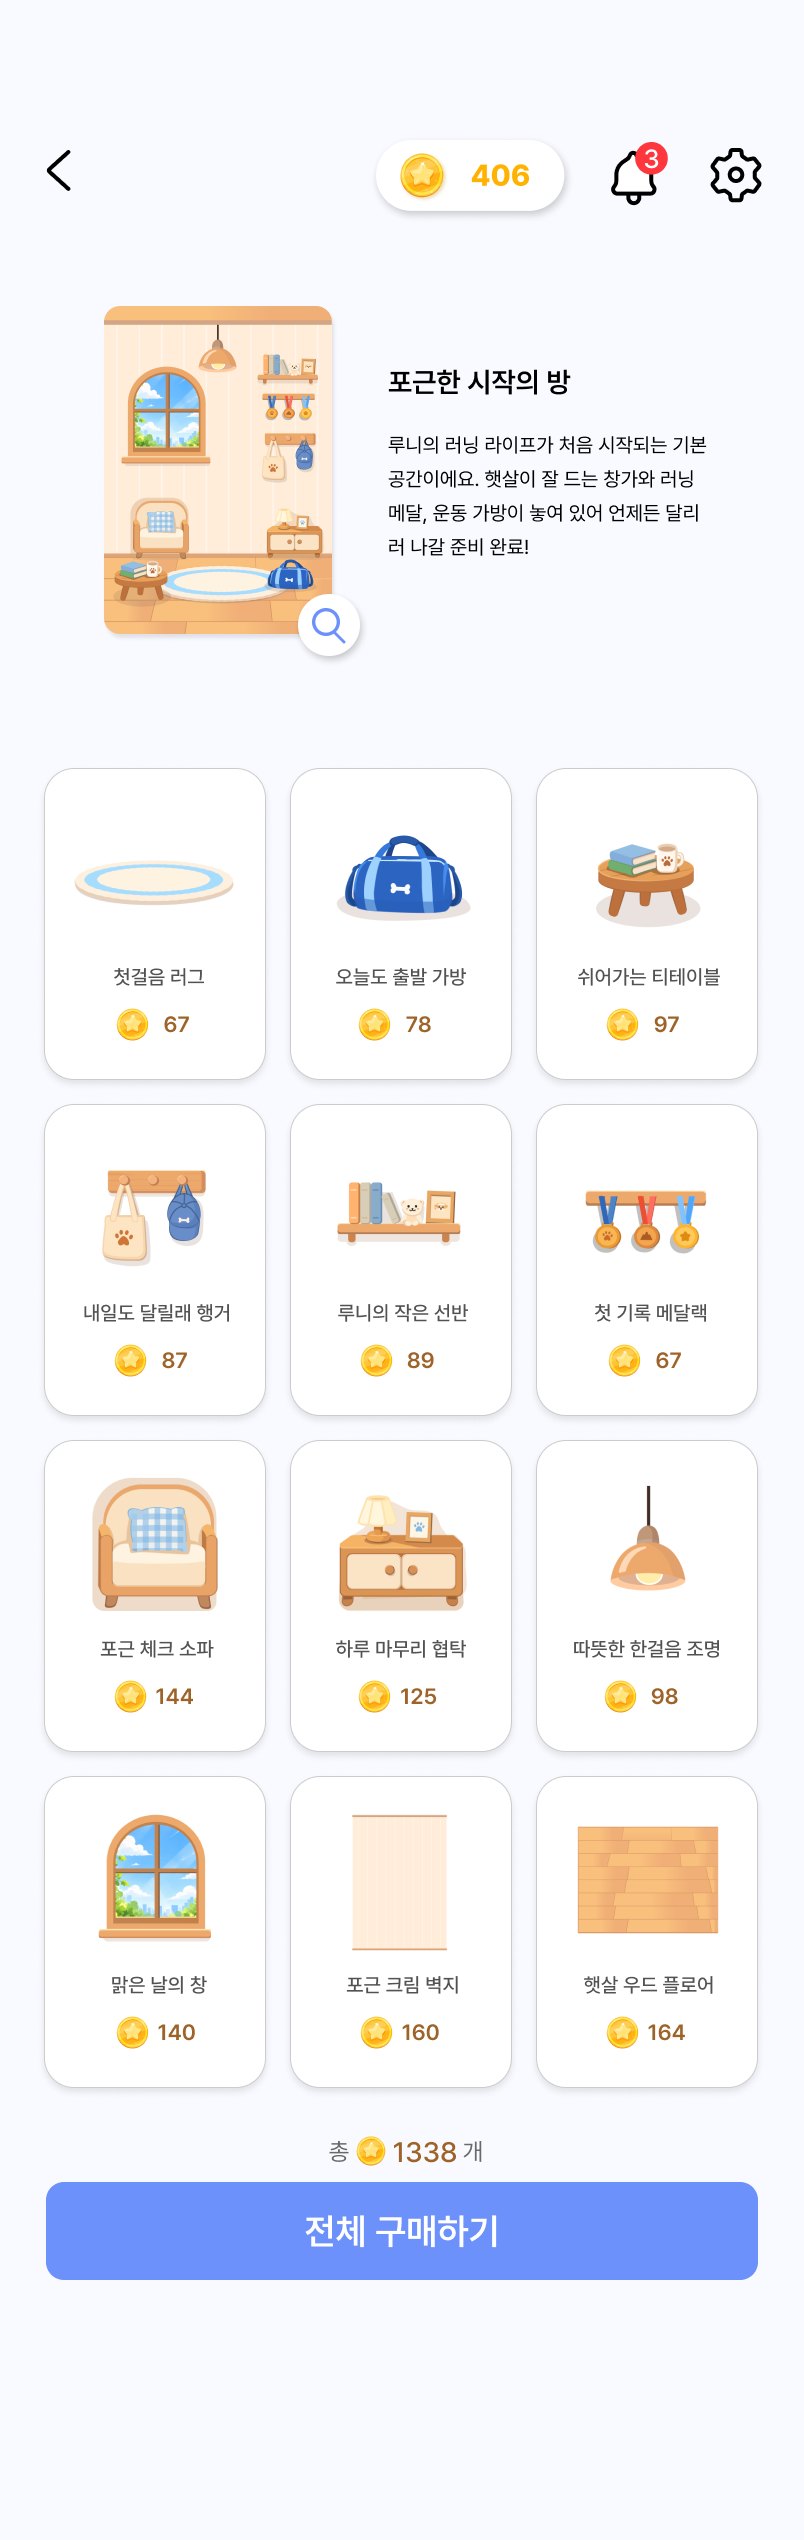 406
3
포근한 시작의 방
루니의 러닝 라이프가 처음 시작되는 기본
공간이에요. 햇살이 잘 드는 창가와 러닝
메달, 운동 가방이 놓여 있어 언제든 달리
러 나갈 준비 완료!
첫걸음 러그
67
오늘도 출발 가방
78
쉬어가는 티테이블
97
내일도 달릴래 행거
87
루니의 작은 선반
89
첫 기록 메달랙
67
포근 체크 소파
144
하루 마무리 협탁
125
따뜻한 한걸음 조명
98
맑은 날의 창
140
포근 크림 벽지
160
햇살 우드 플로어
164
총 1338 개
전체 구매하기